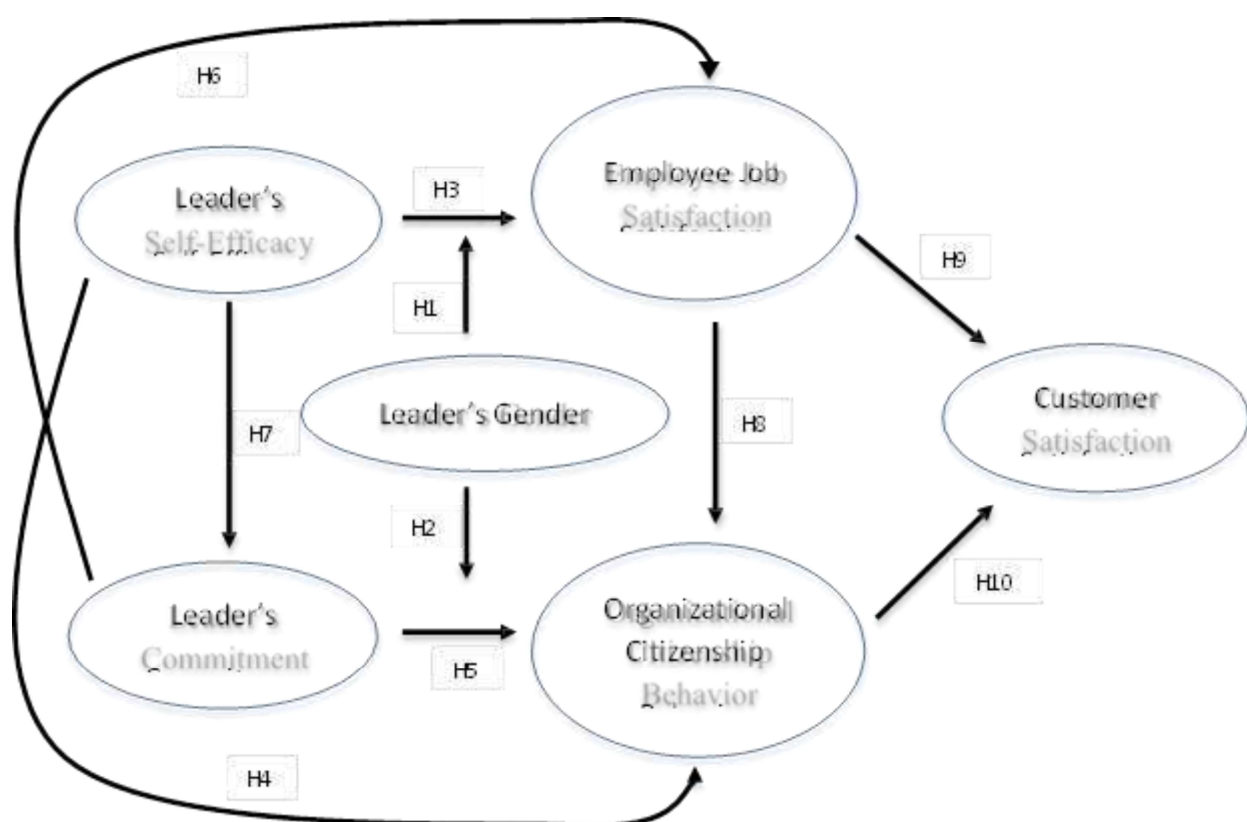 H6
Leader's
Self-Efficacy
H3
Employee Job
Satisfaction
H9
H1
Leader's Gender
Customer
Satisfaction
H7
H8
H2
Leader's
Commitment
H5
Organizational
Citizenship
Behavior
H10
H4